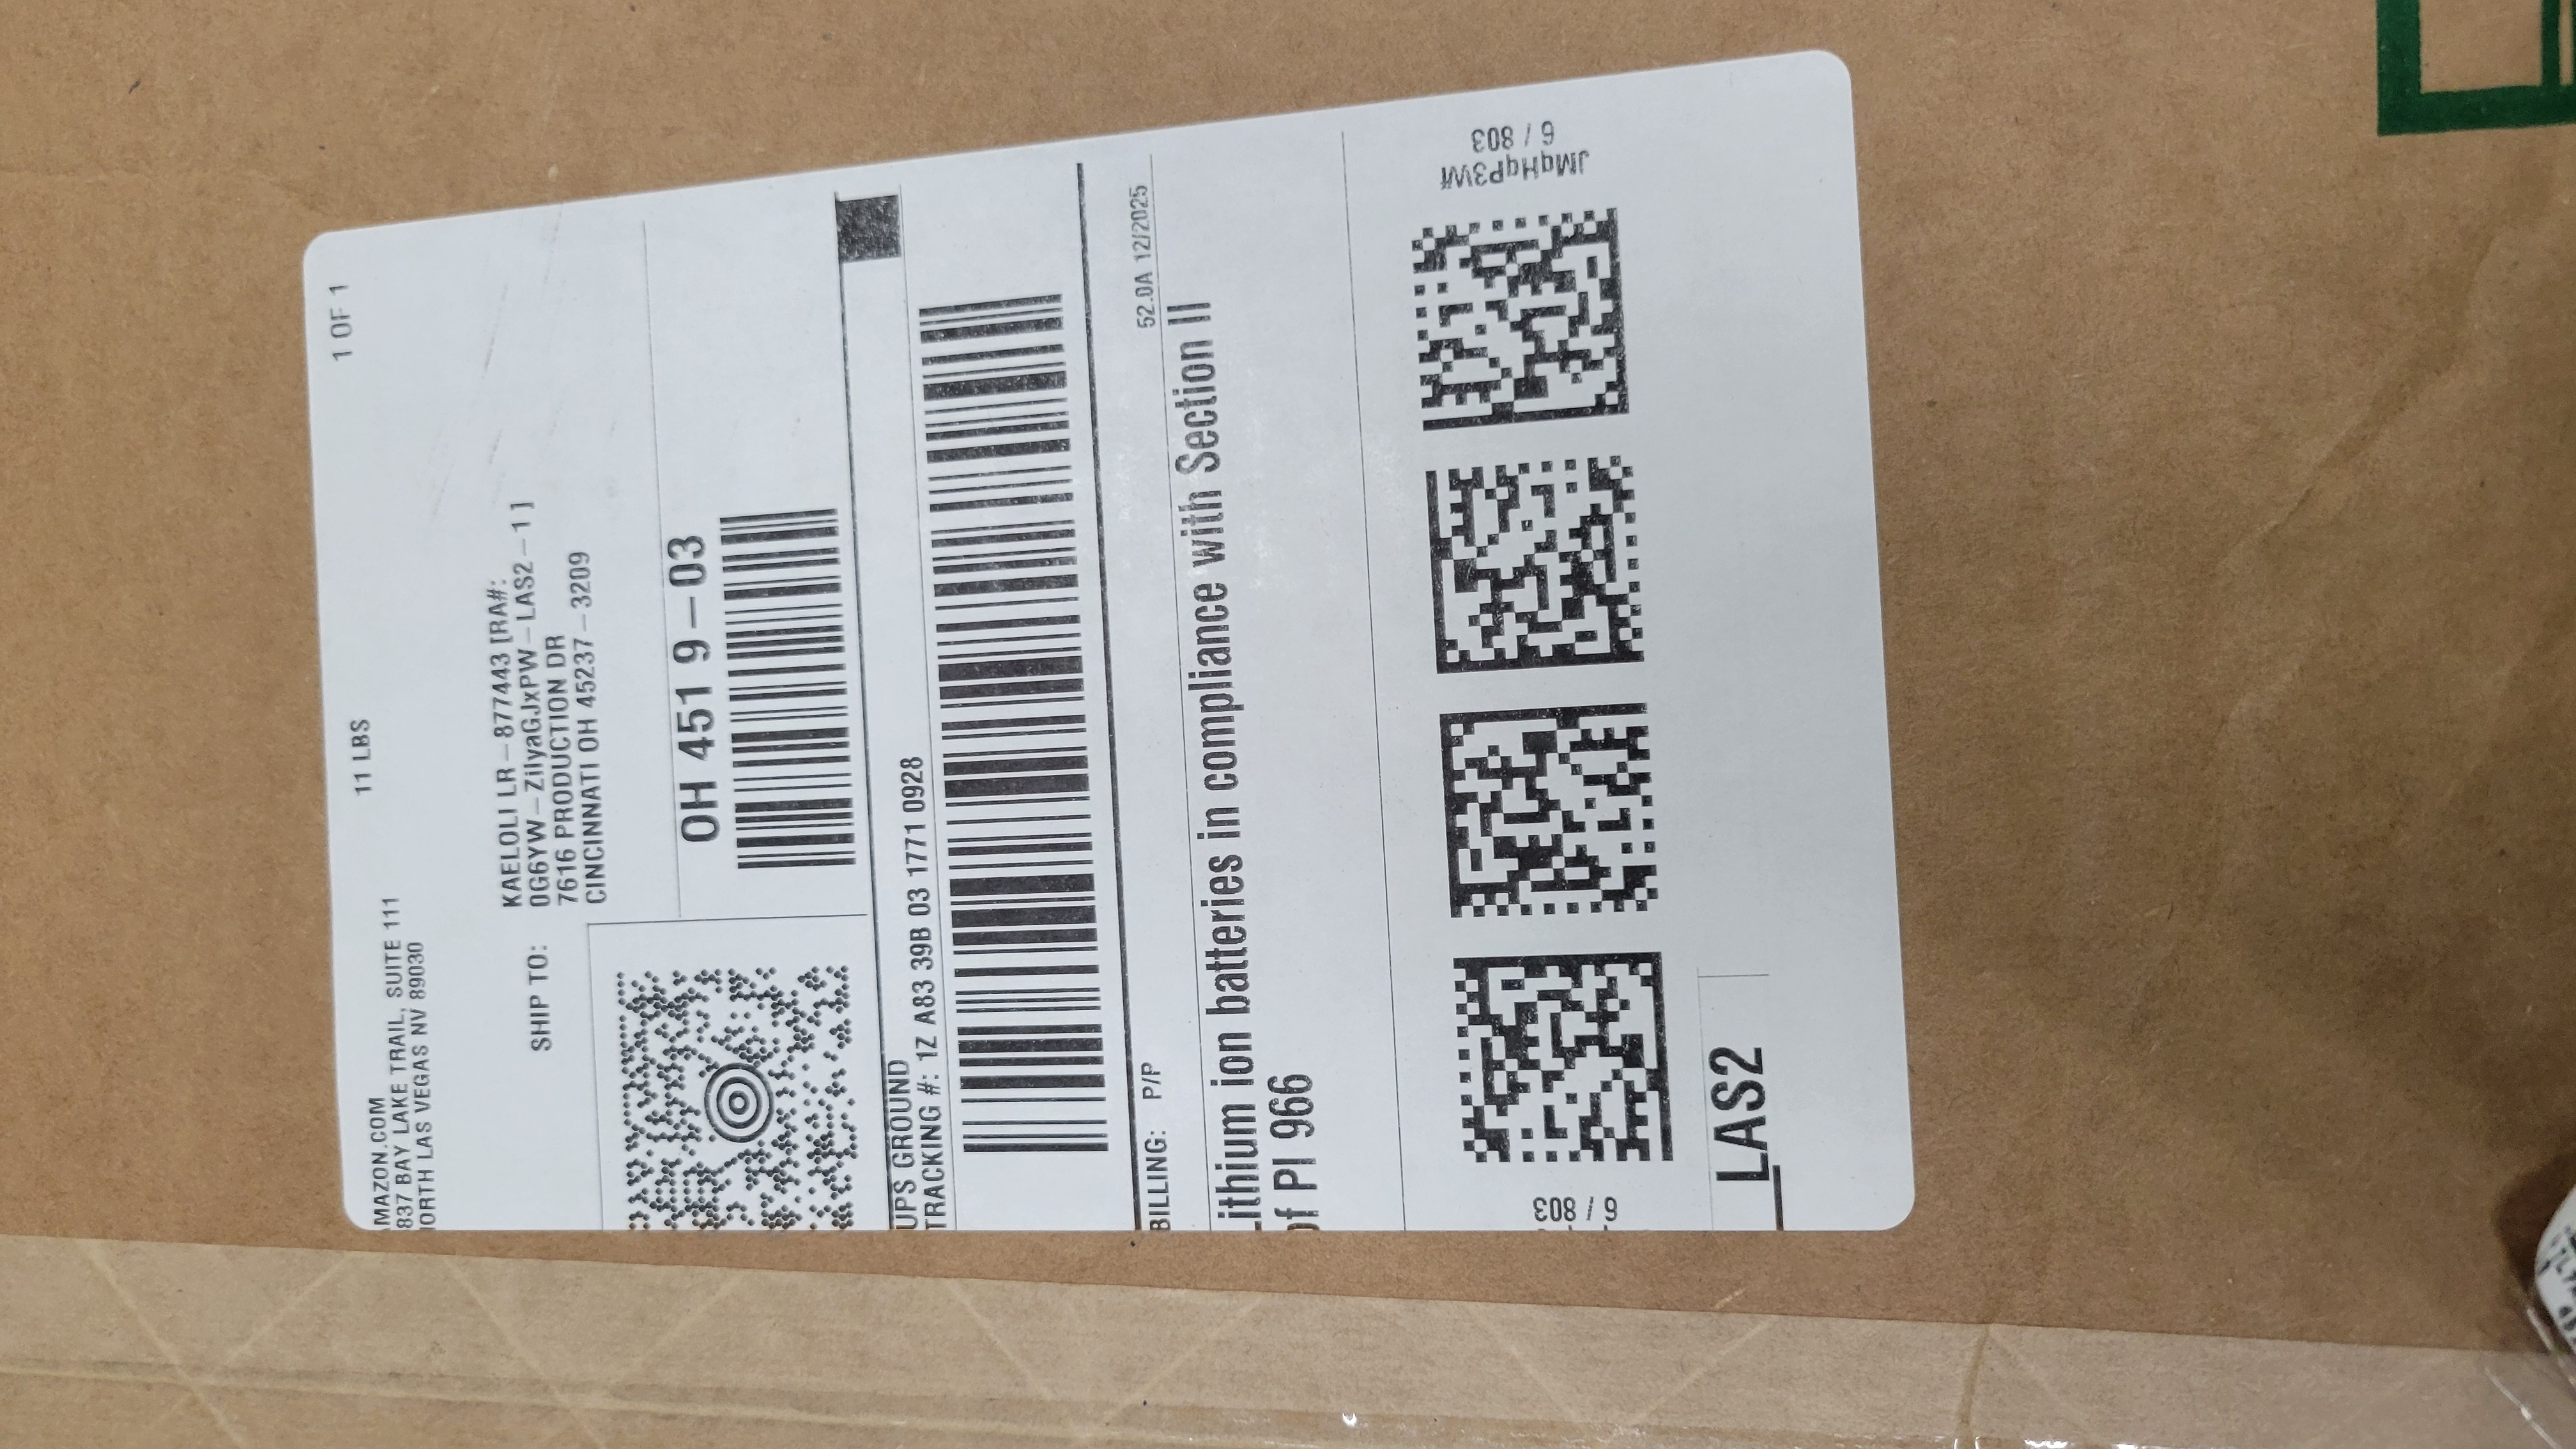 MAZON.COM
837 BAY LAKE TRAIL, SUITE 111
ORTH LAS VEGAS NV 89030
11 LBS
1 OF 1
SHIP TO:
KAELOLI LR-877443 [RA#:
0G6YW-ZilyaGJxPW-LAS2-1]
7616 PRODUCTION DR
CINCINNATI OH 45237-3209
OH 451 9-03
UPS GROUND
TRACKING #: 1Z A83 39B 03 1771 0928
BILLING: P/P
52.0A 12/2025
ithium ion batteries in compliance with Section II
of PI 966
6 / 803
JMqHqP3Vf
6 / 803
LAS2